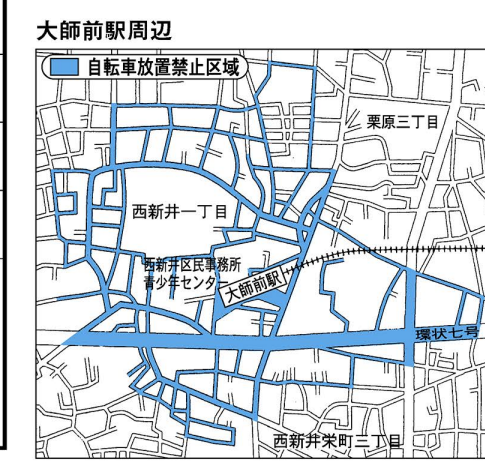 大師前駅周辺
自転車放置禁止区域
栗原三丁目
西新井一丁目
西新井区民事務所
青少年センター
大師前駅
環状七号
西新井栄町三丁目